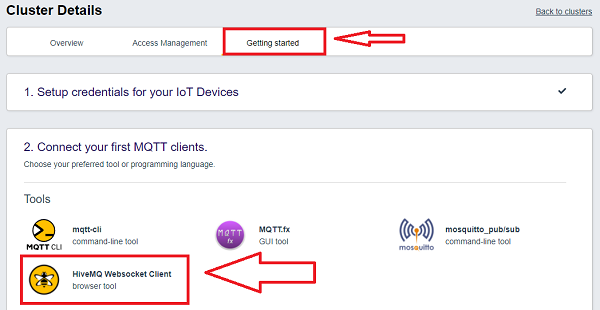 Cluster Details
Back to clusters
Overview Access Management Getting started
1. Setup credentials for your IoT Devices
2. Connect your first MQTT clients.
Choose your preferred tool or programming language.
Tools
MQTT CLI
mqtt-cli
command-line tool
MQTT
fx
MQTT.fx
GUI tool
mosquitto
mosquitto_pub/sub
command-line tool
HiveMQ Websocket Client
browser tool